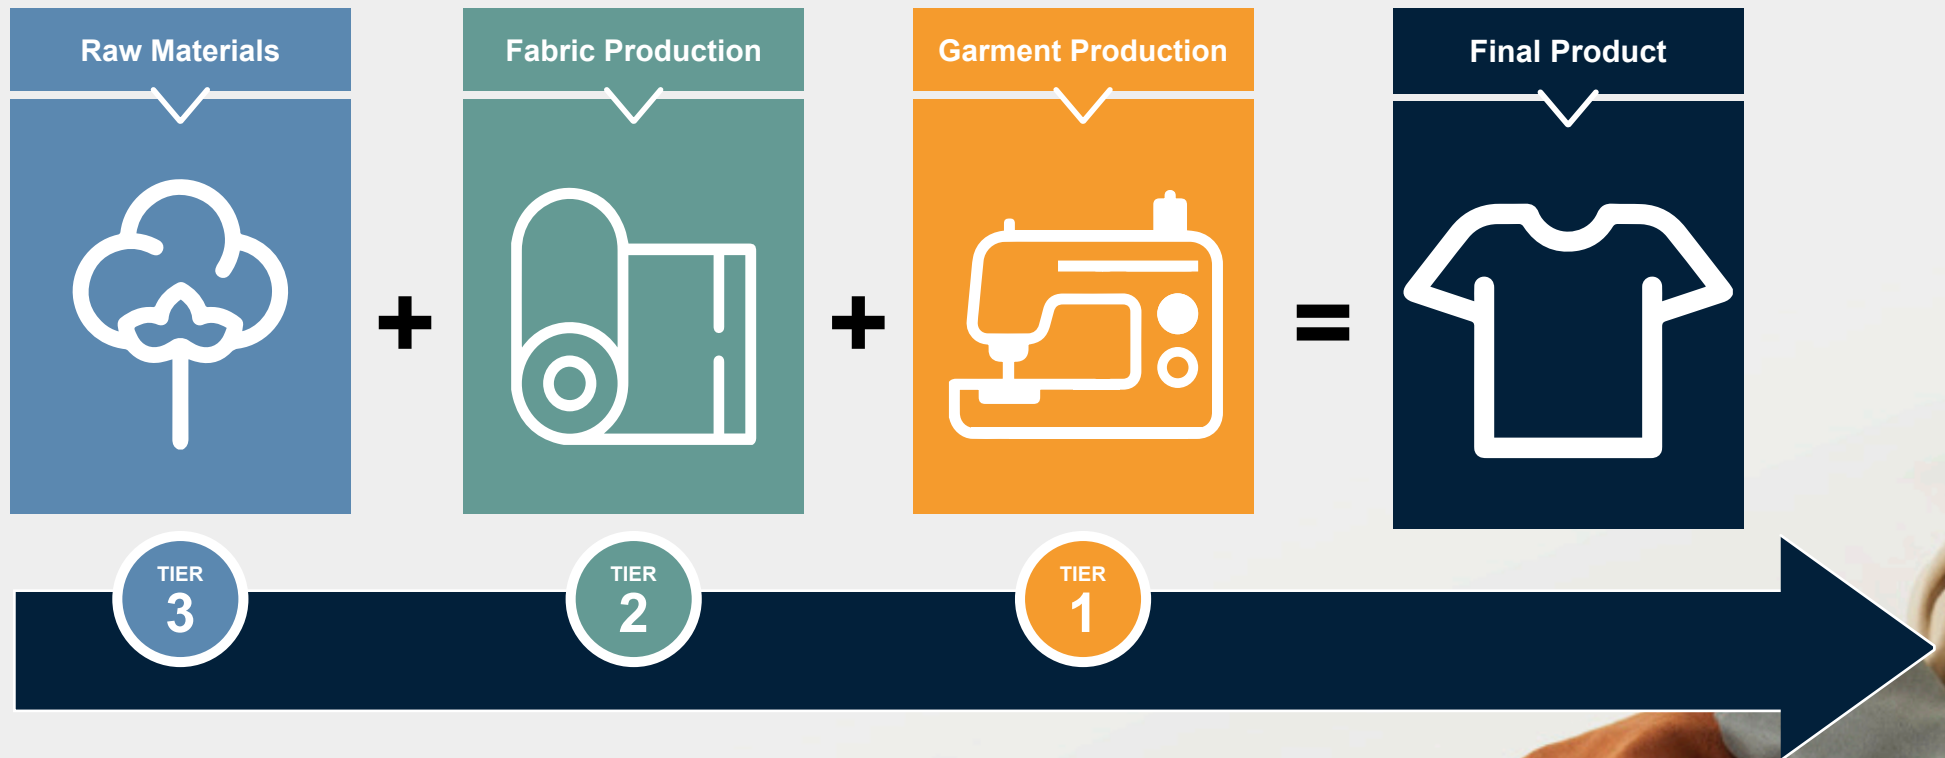 Raw Materials
Fabric Production
Garment Production
Final Product
+
+
=
TIER
3
TIER
2
TIER
1